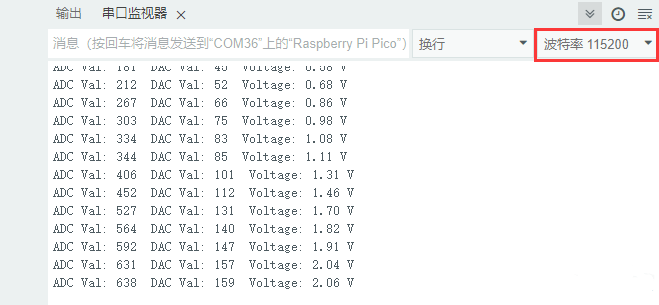 输出 串口监视器 ×
消息（按回车将消息发送到“COM36”上的“Raspberry Pi Pico”） 换行 波特率 115200
ADC Val: 181 DAC Val: 45 Voltage: 0.58 V
ADC Val: 212 DAC Val: 52 Voltage: 0.68 V
ADC Val: 267 DAC Val: 66 Voltage: 0.86 V
ADC Val: 303 DAC Val: 75 Voltage: 0.98 V
ADC Val: 334 DAC Val: 83 Voltage: 1.08 V
ADC Val: 344 DAC Val: 85 Voltage: 1.11 V
ADC Val: 406 DAC Val: 101 Voltage: 1.31 V
ADC Val: 452 DAC Val: 112 Voltage: 1.46 V
ADC Val: 527 DAC Val: 131 Voltage: 1.70 V
ADC Val: 564 DAC Val: 140 Voltage: 1.82 V
ADC Val: 592 DAC Val: 147 Voltage: 1.91 V
ADC Val: 631 DAC Val: 157 Voltage: 2.04 V
ADC Val: 638 DAC Val: 159 Voltage: 2.06 V